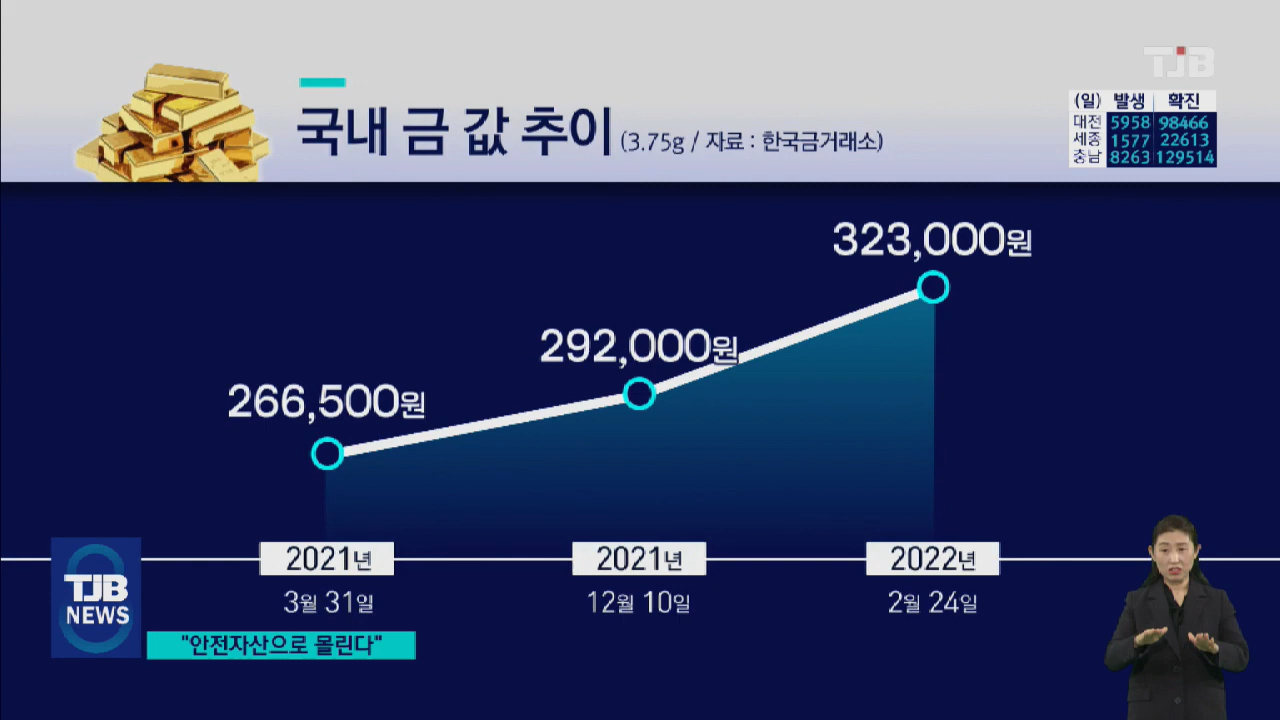 TJB
국내 금 값 추이 (3.75g / 자료 : 한국금거래소)
(일) 발생 확진
대전 5958 98466
세종 1577 22613
충남 8263 129514
323,000원
292,000원
266,500원
2021년 2021년 2022년
3월 31일 12월 10일 2월 24일
TJB
NEWS
"안전자산으로 몰린다"